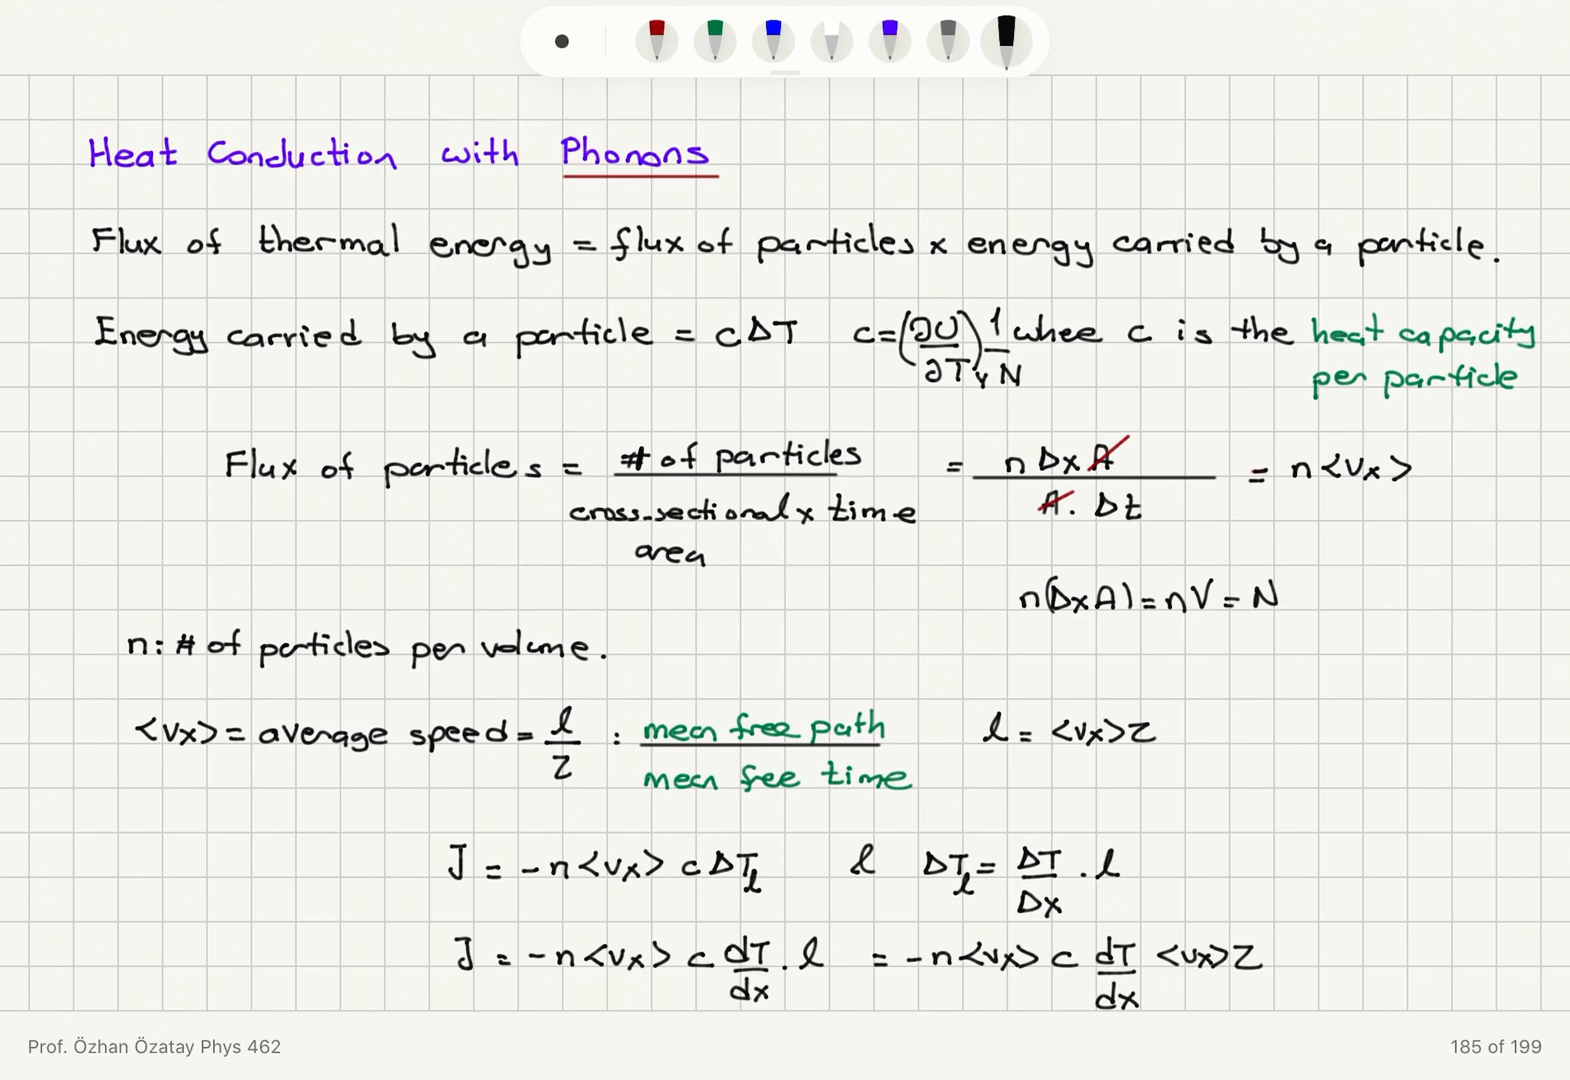 Heat Conduction with Phonons
Flux of thermal energy = flux of particles x energy carried by a particle.
Energy carried by a particle = cΔT c=(∂U/∂T)_V 1/N whee c is the heat capacity
per particle
Flux of particles = # of particles / cross-sectional area x time = n Δx A / A. Δt = n<vx>
n(ΔxA) = nV = N
n: # of particles per volume.
<vx> = average speed = l/τ : mean free path / mean free time l = <vx>τ
J = -n<vx> cΔT_l l ΔT_l = ΔT/Δx . l
J = -n<vx> c dT/dx . l = -n<vx> c dT/dx <vx>τ
Prof. Özhan Özatay Phys 462
185 of 199